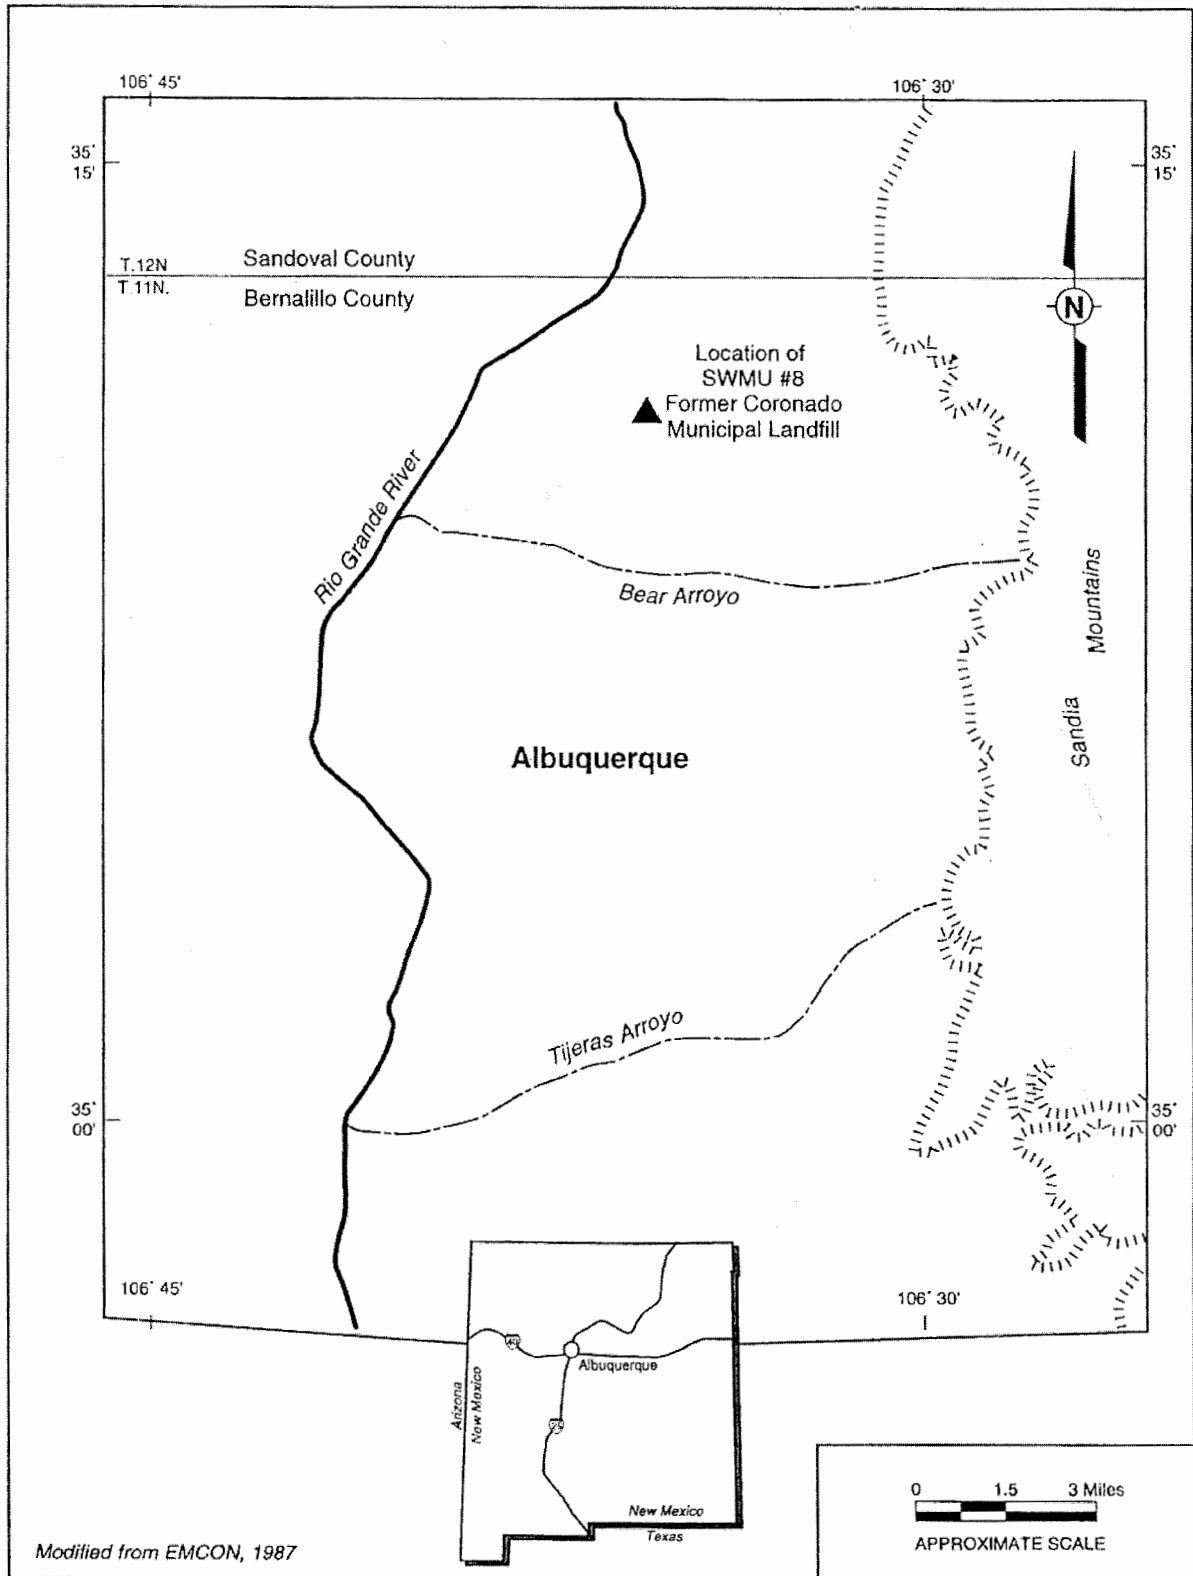 106° 45'
106° 30'
35°
15'
35°
15'
T.12N
Sandoval County
T.11N.
Bernalillo County
N
Location of
SWMU #8
Former Coronado
Municipal Landfill
Rio Grande River
Bear Arroyo
Sandia Mountains
Albuquerque
Tijeras Arroyo
35°
00'
35°
00'
106° 45'
106° 30'
40
Albuquerque
Arizona
New Mexico
25
New Mexico
Texas
0 1.5 3 Miles
APPROXIMATE SCALE
Modified from EMCON, 1987